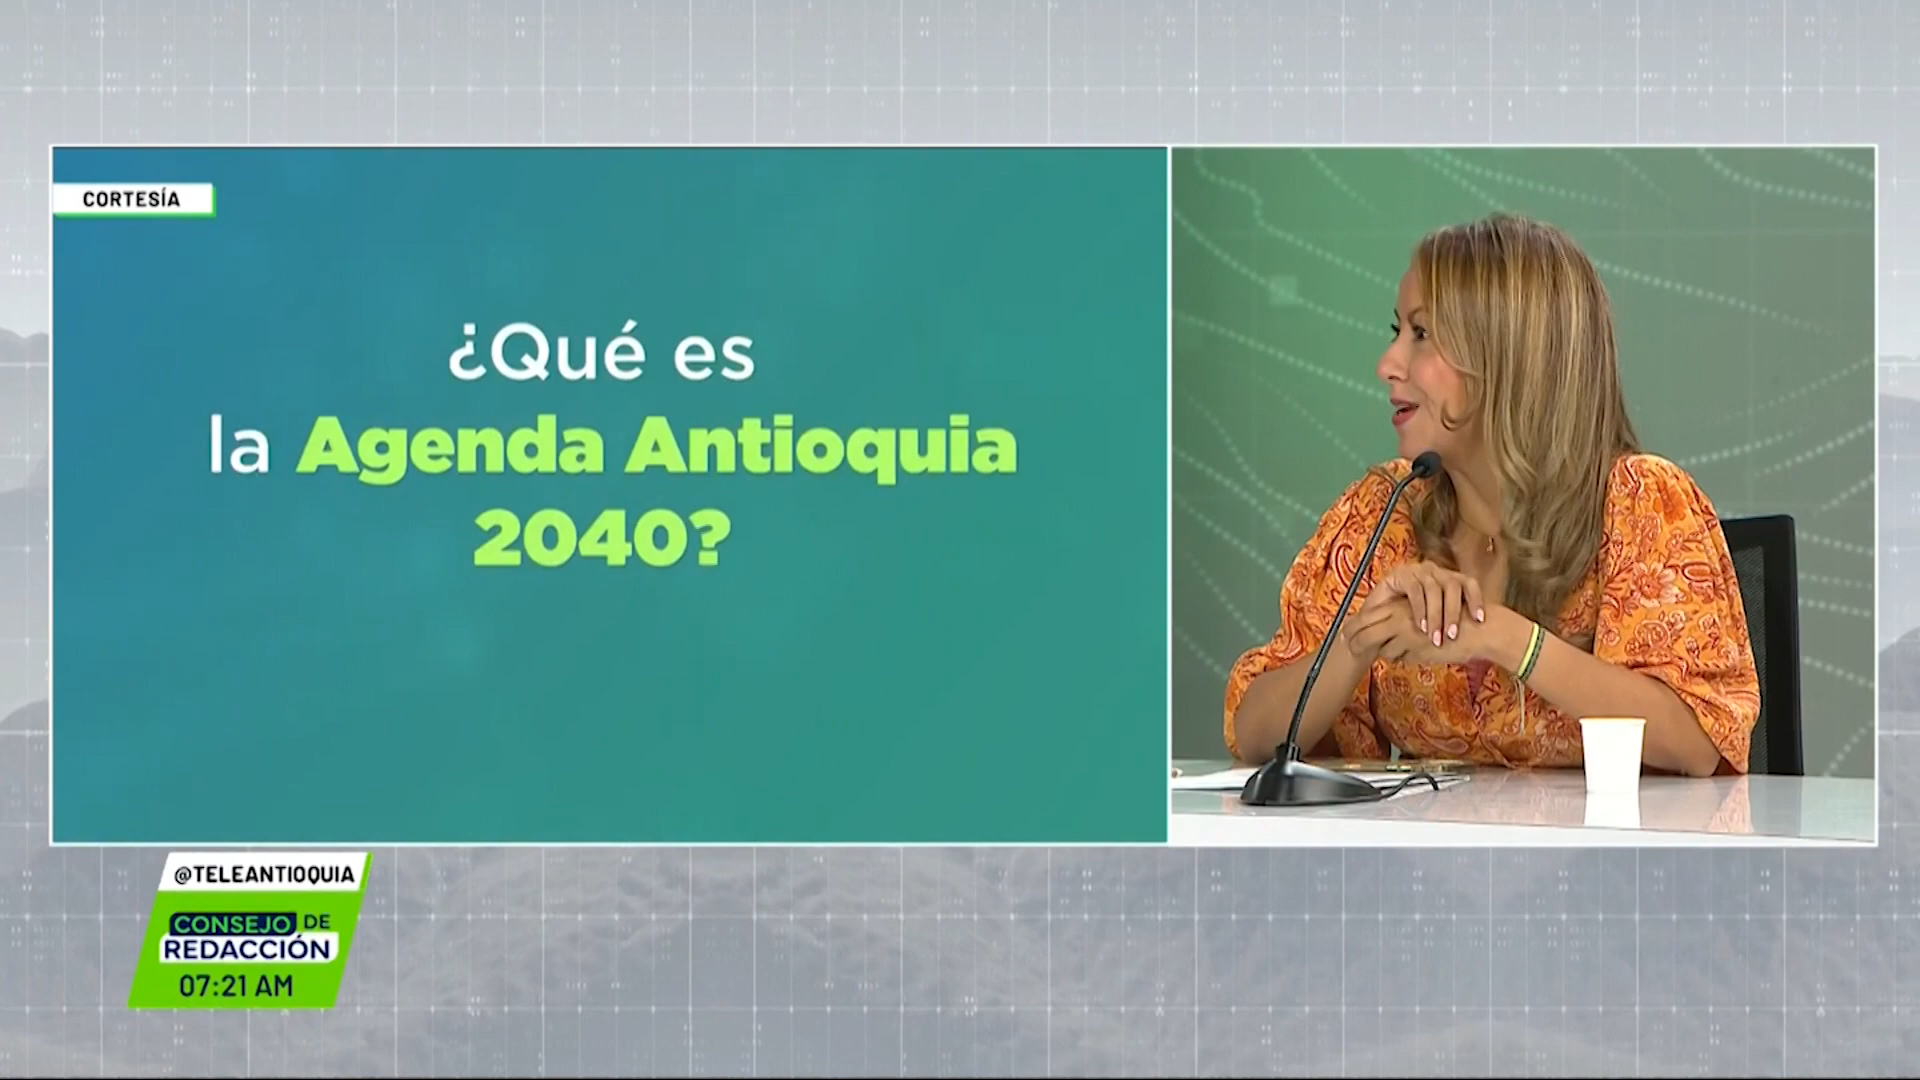 CORTESÍA
¿Qué es
la Agenda Antioquia
2040?
@TELEANTIOQUIA
CONSEJO DE
REDACCIÓN
07:21 AM